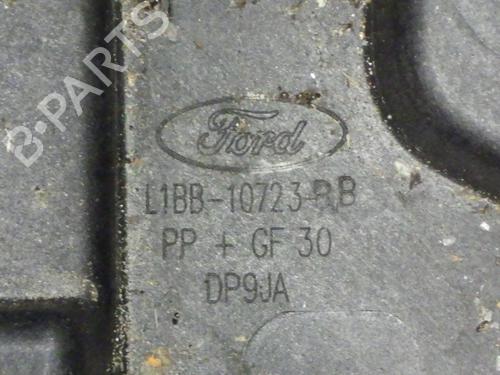 B-PARTS
Ford
L1BB-10723-B,B
PP + GF 30
DP9JA